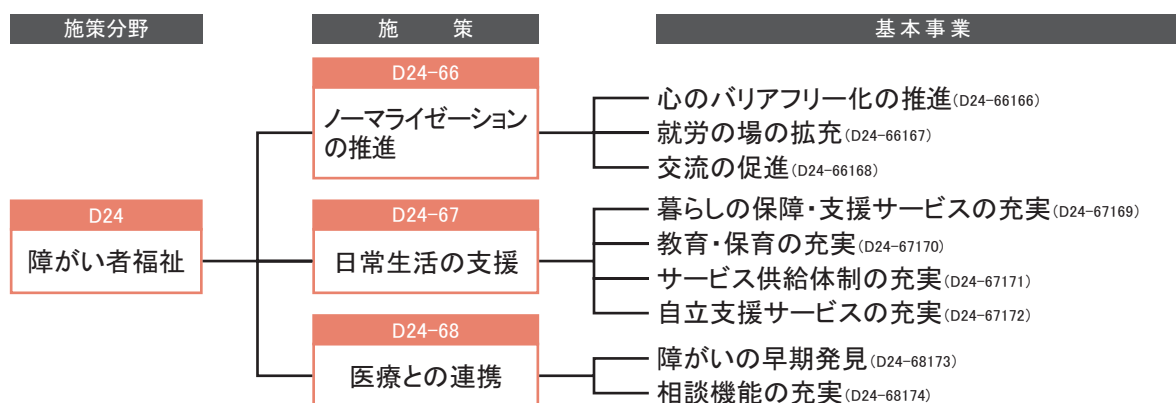 施策分野
施策
基本事業
D24
障がい者福祉
D24-66
ノーマライゼーション
の推進
心のバリアフリー化の推進(D24-66166)
就労の場の拡充(D24-66167)
交流の促進(D24-66168)
D24-67
日常生活の支援
暮らしの保障・支援サービスの充実(D24-67169)
教育・保育の充実(D24-67170)
サービス供給体制の充実(D24-67171)
自立支援サービスの充実(D24-67172)
D24-68
医療との連携
障がいの早期発見(D24-68173)
相談機能の充実(D24-68174)